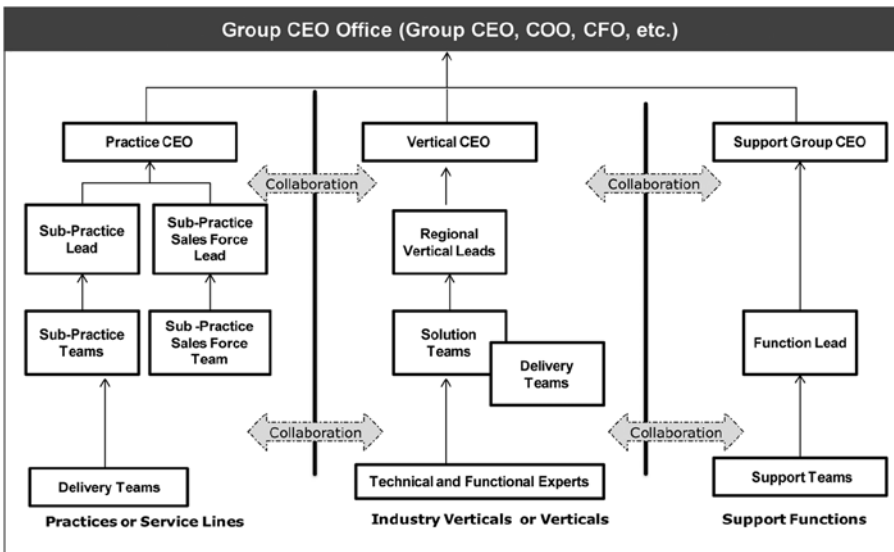 Group CEO Office (Group CEO, COO, CFO, etc.)
Practice CEO
Vertical CEO
Support Group CEO
Collaboration
Collaboration
Sub-Practice
Lead
Sub-Practice
Sales Force
Lead
Regional
Vertical Leads
Sub-Practice
Teams
Sub -Practice
Sales Force
Team
Solution
Teams
Delivery
Teams
Function Lead
Collaboration
Collaboration
Delivery Teams
Technical and Functional Experts
Support Teams
Practices or Service Lines
Industry Verticals or Verticals
Support Functions